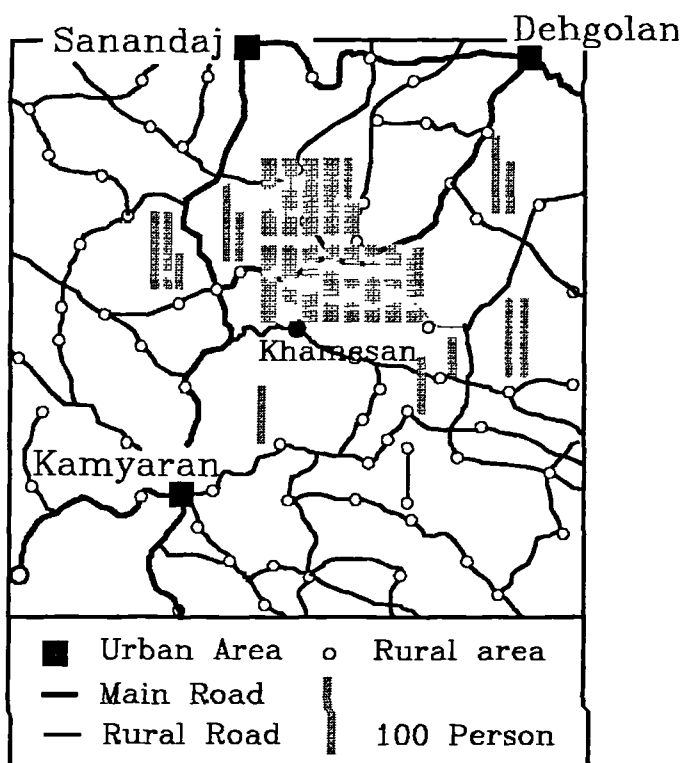 Dehgolan
Sanandaj
Khamesan
Kamyaran
Urban Area
Rural area
Main Road
Rural Road
100 Person